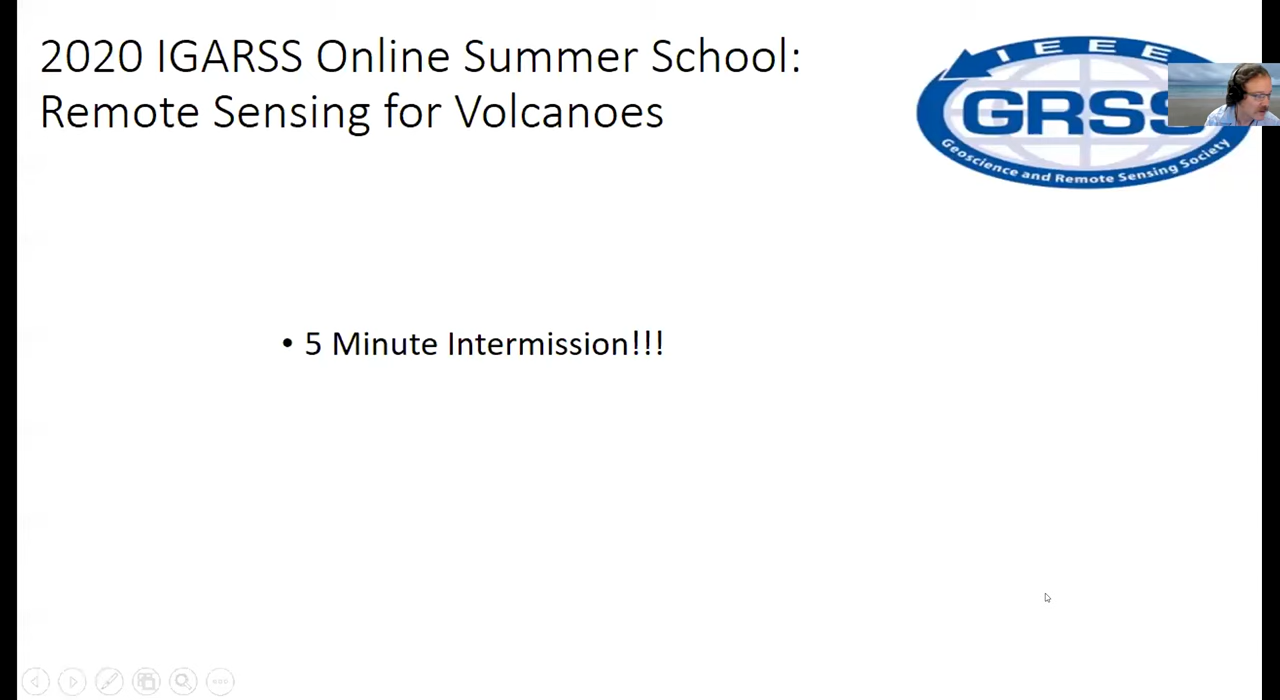 2020 IGARSS Online Summer School:
Remote Sensing for Volcanoes
IEEE
GRSS
Geoscience and Remote Sensing Society
• 5 Minute Intermission!!!